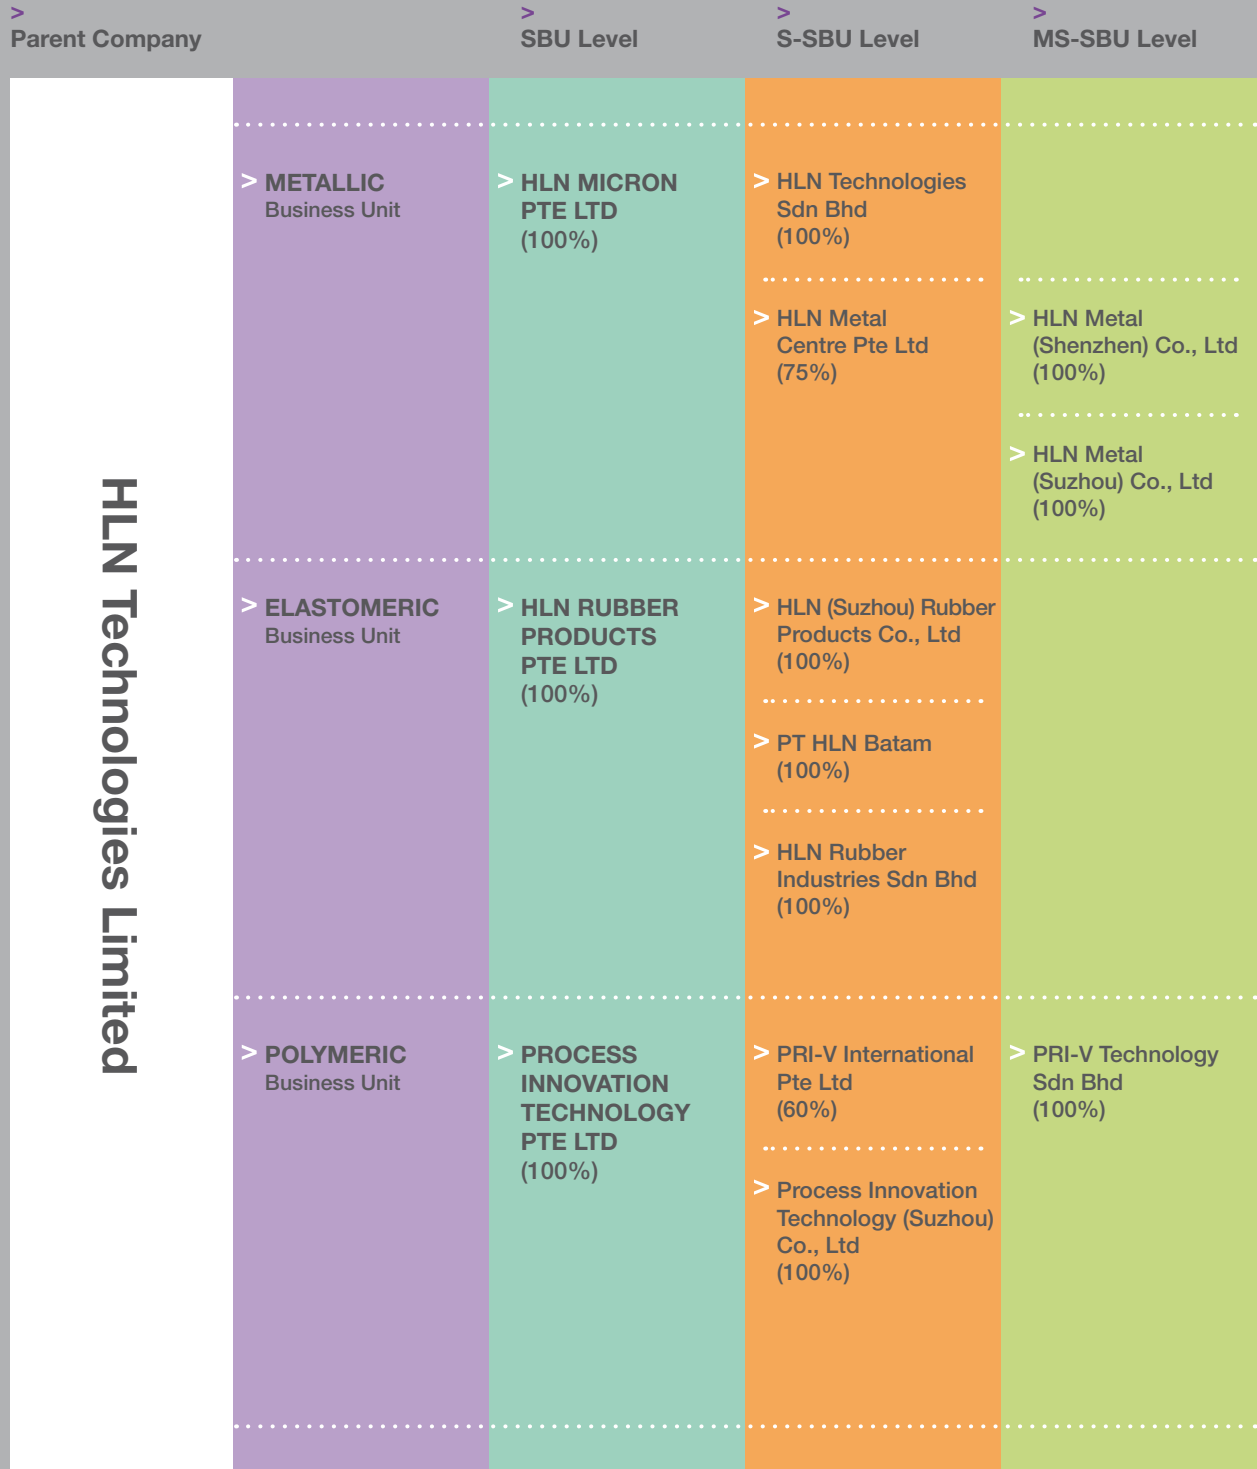 >
Parent Company
>
SBU Level
>
S-SBU Level
>
MS-SBU Level
HLN Technologies Limited
> METALLIC
Business Unit
> HLN MICRON
PTE LTD
(100%)
> HLN Technologies
Sdn Bhd
(100%)
> HLN Metal
Centre Pte Ltd
(75%)
> HLN Metal
(Shenzhen) Co., Ltd
(100%)
> HLN Metal
(Suzhou) Co., Ltd
(100%)
> ELASTOMERIC
Business Unit
> HLN RUBBER
PRODUCTS
PTE LTD
(100%)
> HLN (Suzhou) Rubber
Products Co., Ltd
(100%)
> PT HLN Batam
(100%)
> HLN Rubber
Industries Sdn Bhd
(100%)
> POLYMERIC
Business Unit
> PROCESS
INNOVATION
TECHNOLOGY
PTE LTD
(100%)
> PRI-V International
Pte Ltd
(60%)
> Process Innovation
Technology (Suzhou)
Co., Ltd
(100%)
> PRI-V Technology
Sdn Bhd
(100%)